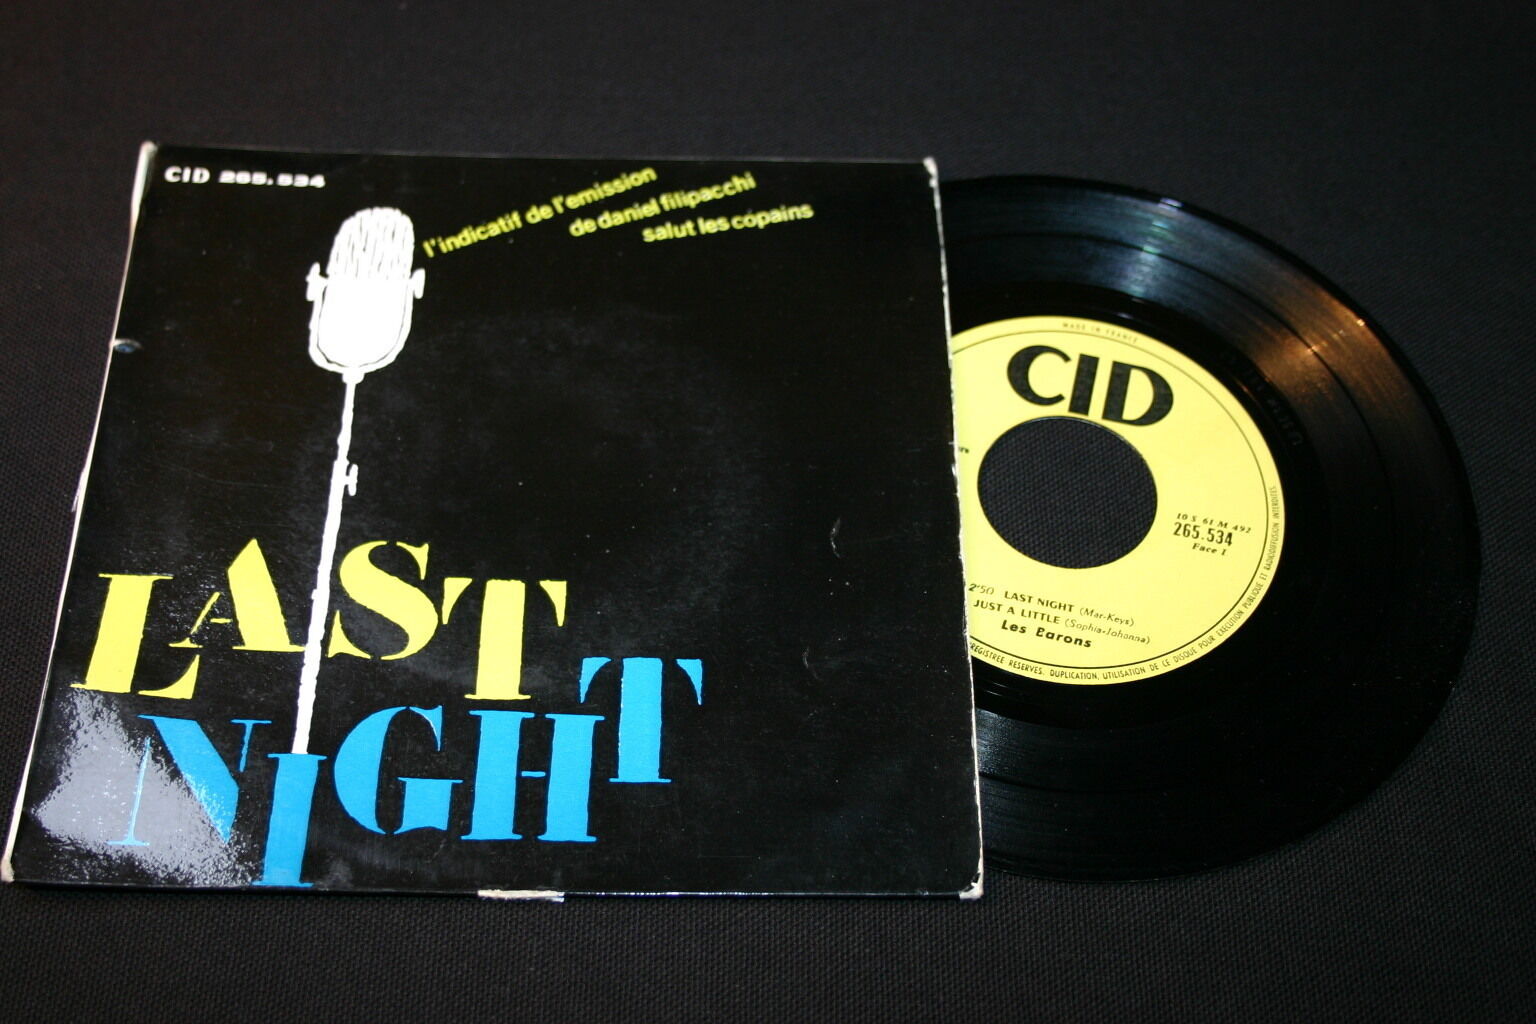 CID 265.534
l'indicatif de l'emission
de daniel filipacchi
salut les copains
LAST
NIGHT
MADE IN FRANCE
CID
10 S 61 M 492
265.534
Face 1
2'50 LAST NIGHT (Mar-Keys)
JUST A LITTLE (Sophia-Johanna)
Les Barons
RESERVES. DUPLICATION, UTILISATION DE CE DISQUE POUR EXECUTION PUBLIQUE ET RADIODIFFUSION INTERDITES.